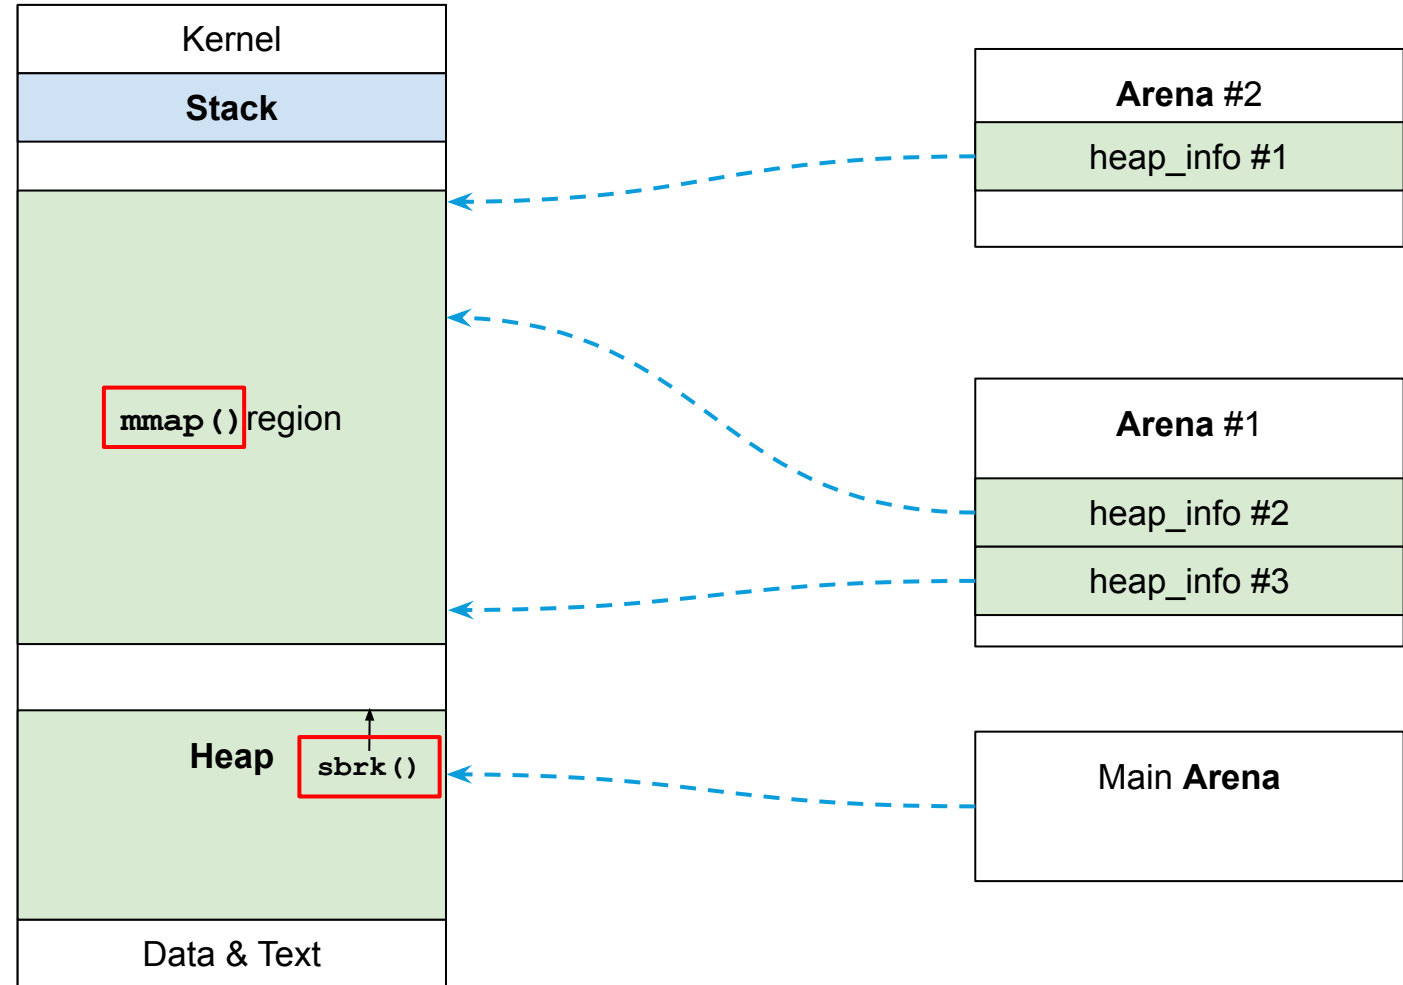 Kernel
Stack
mmap() region
Heap
sbrk()
Data & Text
Arena #2
heap_info #1
Arena #1
heap_info #2
heap_info #3
Main Arena